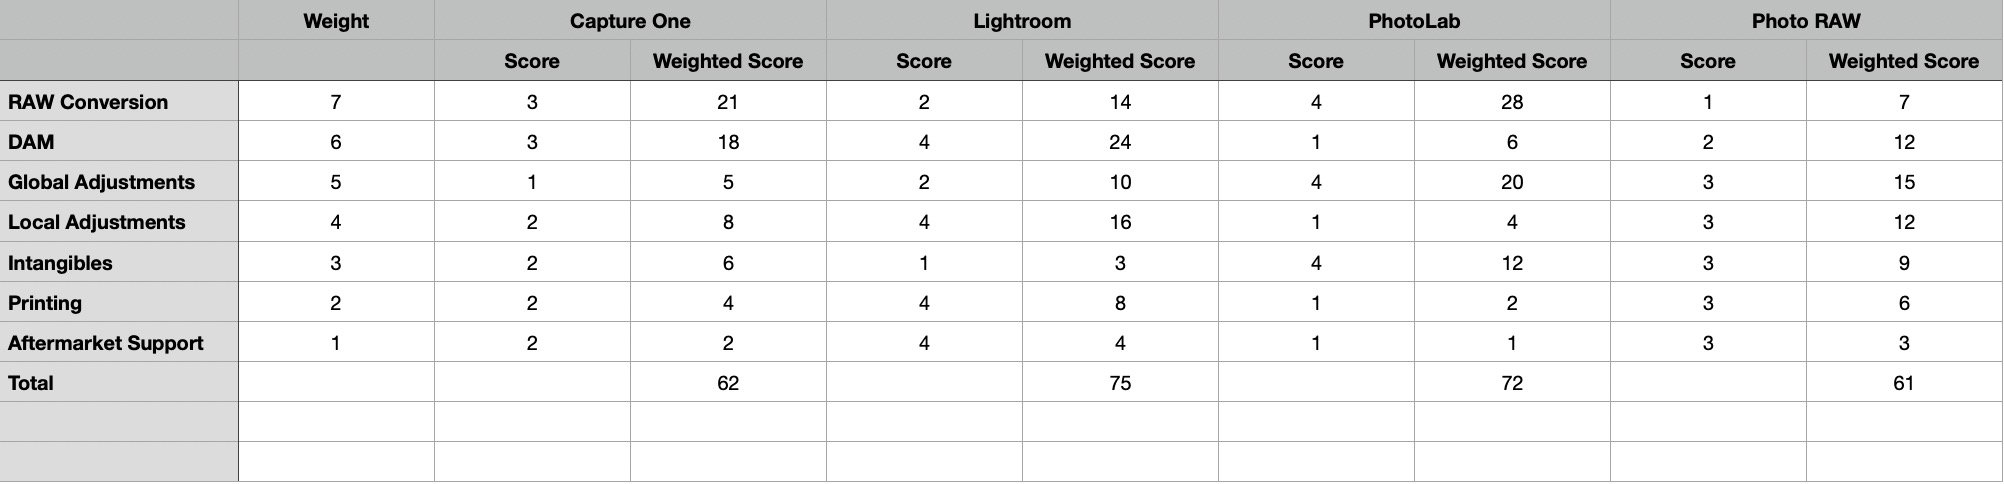 Weight Capture One Lightroom PhotoLab Photo RAW
Score Weighted Score Score Weighted Score Score Weighted Score Score Weighted Score
RAW Conversion 7 3 21 2 14 4 28 1 7
DAM 6 3 18 4 24 1 6 2 12
Global Adjustments 5 1 5 2 10 4 20 3 15
Local Adjustments 4 2 8 4 16 1 4 3 12
Intangibles 3 2 6 1 3 4 12 3 9
Printing 2 2 4 4 8 1 2 3 6
Aftermarket Support 1 2 2 4 4 1 1 3 3
Total 62 75 72 61